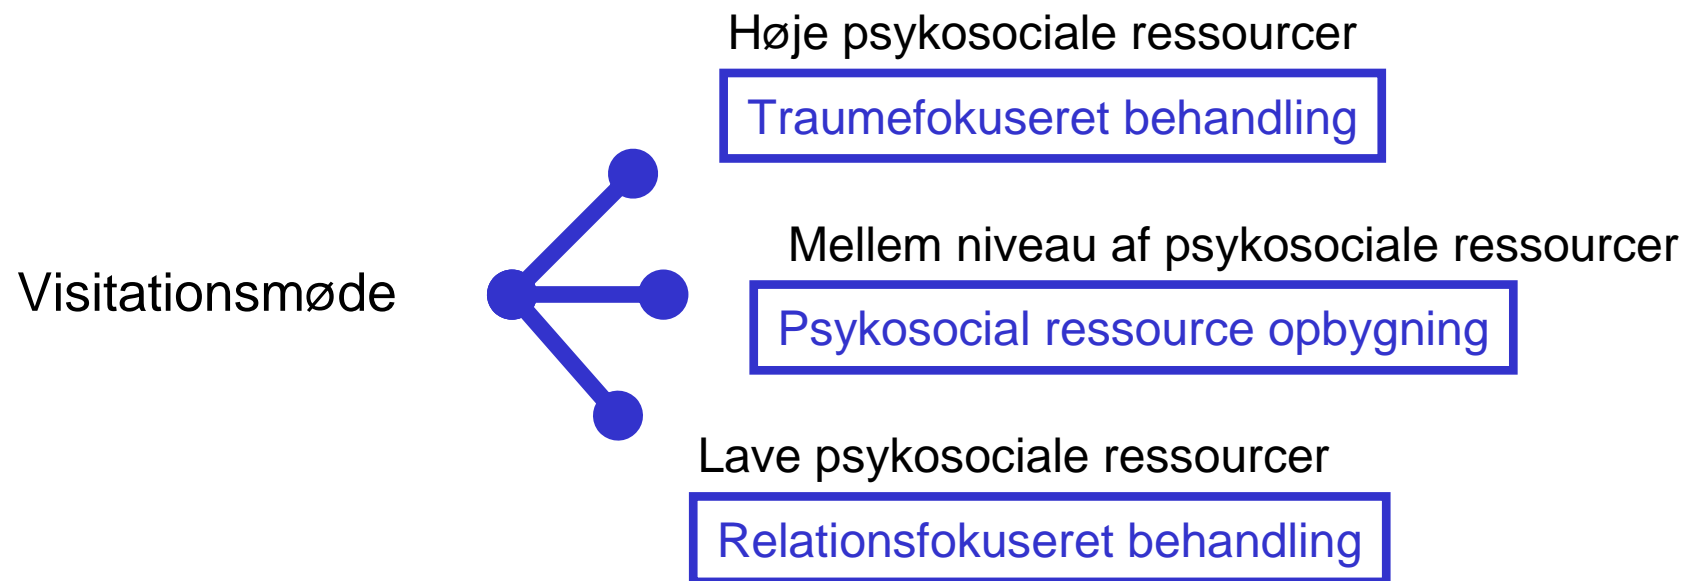 Høje psykosociale ressourcer
Traumefokuseret behandling
Mellem niveau af psykosociale ressourcer
Visitationsmøde
Psykosocial ressource opbygning
Lave psykosociale ressourcer
Relationsfokuseret behandling